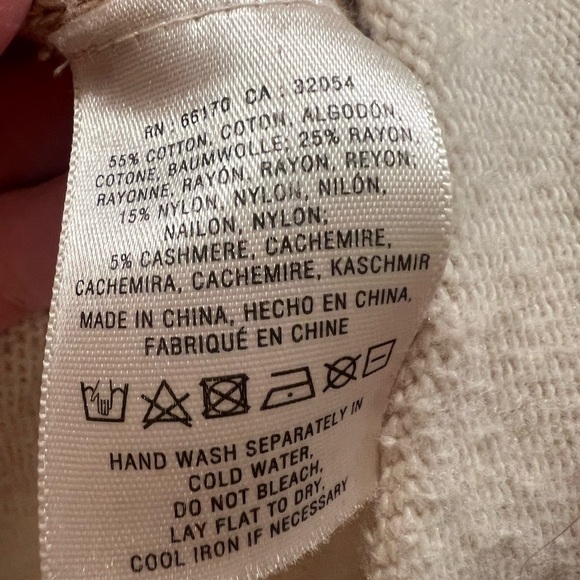 RN : 66170 CA : 32054
55% COTTON, COTON, ALGODÓN,
COTONE, BAUMWOLLE; 25% RAYON,
RAYONNE, RAYÓN, RAYON, REYON;
15% NYLON, NYLON, NILÓN,
NAILON, NYLON;
5% CASHMERE, CACHEMIRE,
CACHEMIRA, CACHEMIRE, KASCHMIR
MADE IN CHINA, HECHO EN CHINA,
FABRIQUÉ EN CHINE
HAND WASH SEPARATELY IN
COLD WATER,
DO NOT BLEACH,
LAY FLAT TO DRY,
COOL IRON IF NECESSARY